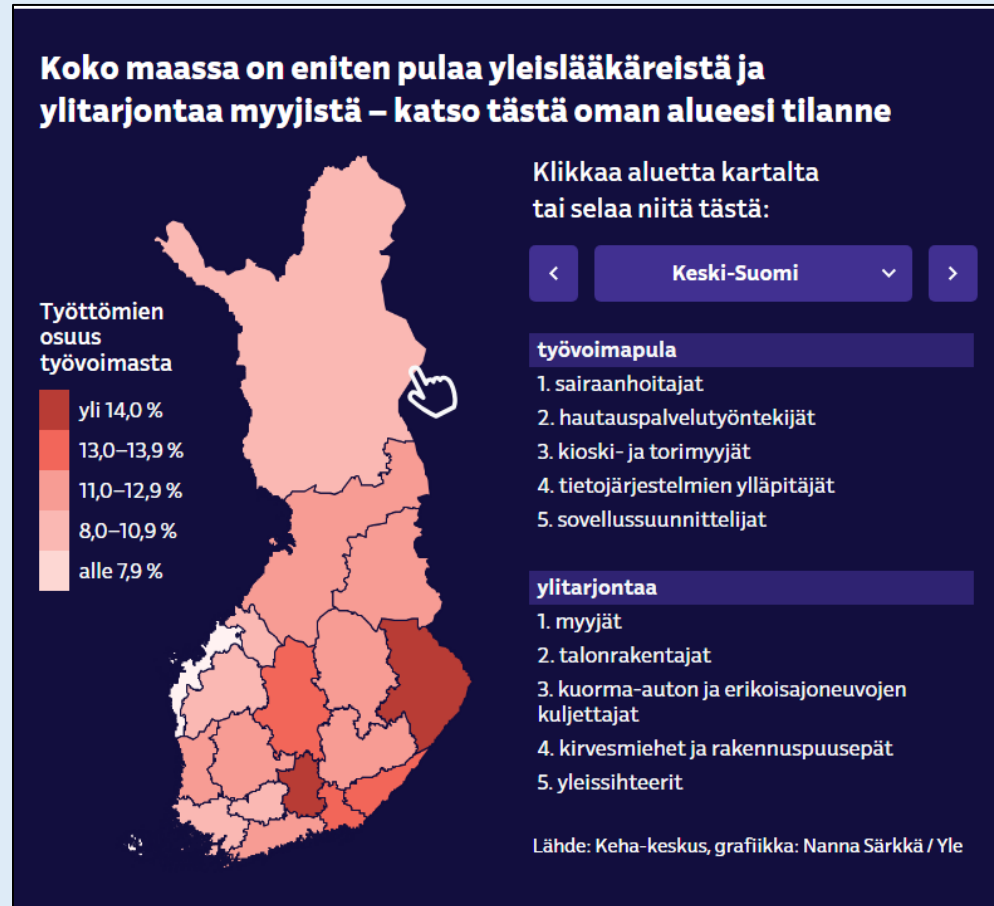 Koko maassa on eniten pulaa yleislääkäreistä ja
ylitarjontaa myyjistä – katso tästä oman alueesi tilanne
Klikkaa aluetta kartalta
tai selaa niitä tästä:
< Keski-Suomi >
Työttömien
osuus
työvoimasta
yli 14,0 %
13,0–13,9 %
11,0–12,9 %
8,0–10,9 %
alle 7,9 %
työvoimapula
1. sairaanhoitajat
2. hautauspalvelutyöntekijät
3. kioski- ja torimyyjät
4. tietojärjestelmien ylläpitäjät
5. sovellussuunnittelijat
ylitarjontaa
1. myyjät
2. talonrakentajat
3. kuorma-auton ja erikoisajoneuvojen
kuljettajat
4. kirvesmiehet ja rakennuspuusepät
5. yleissihteerit
Lähde: Keha-keskus, grafiikka: Nanna Särkkä / Yle